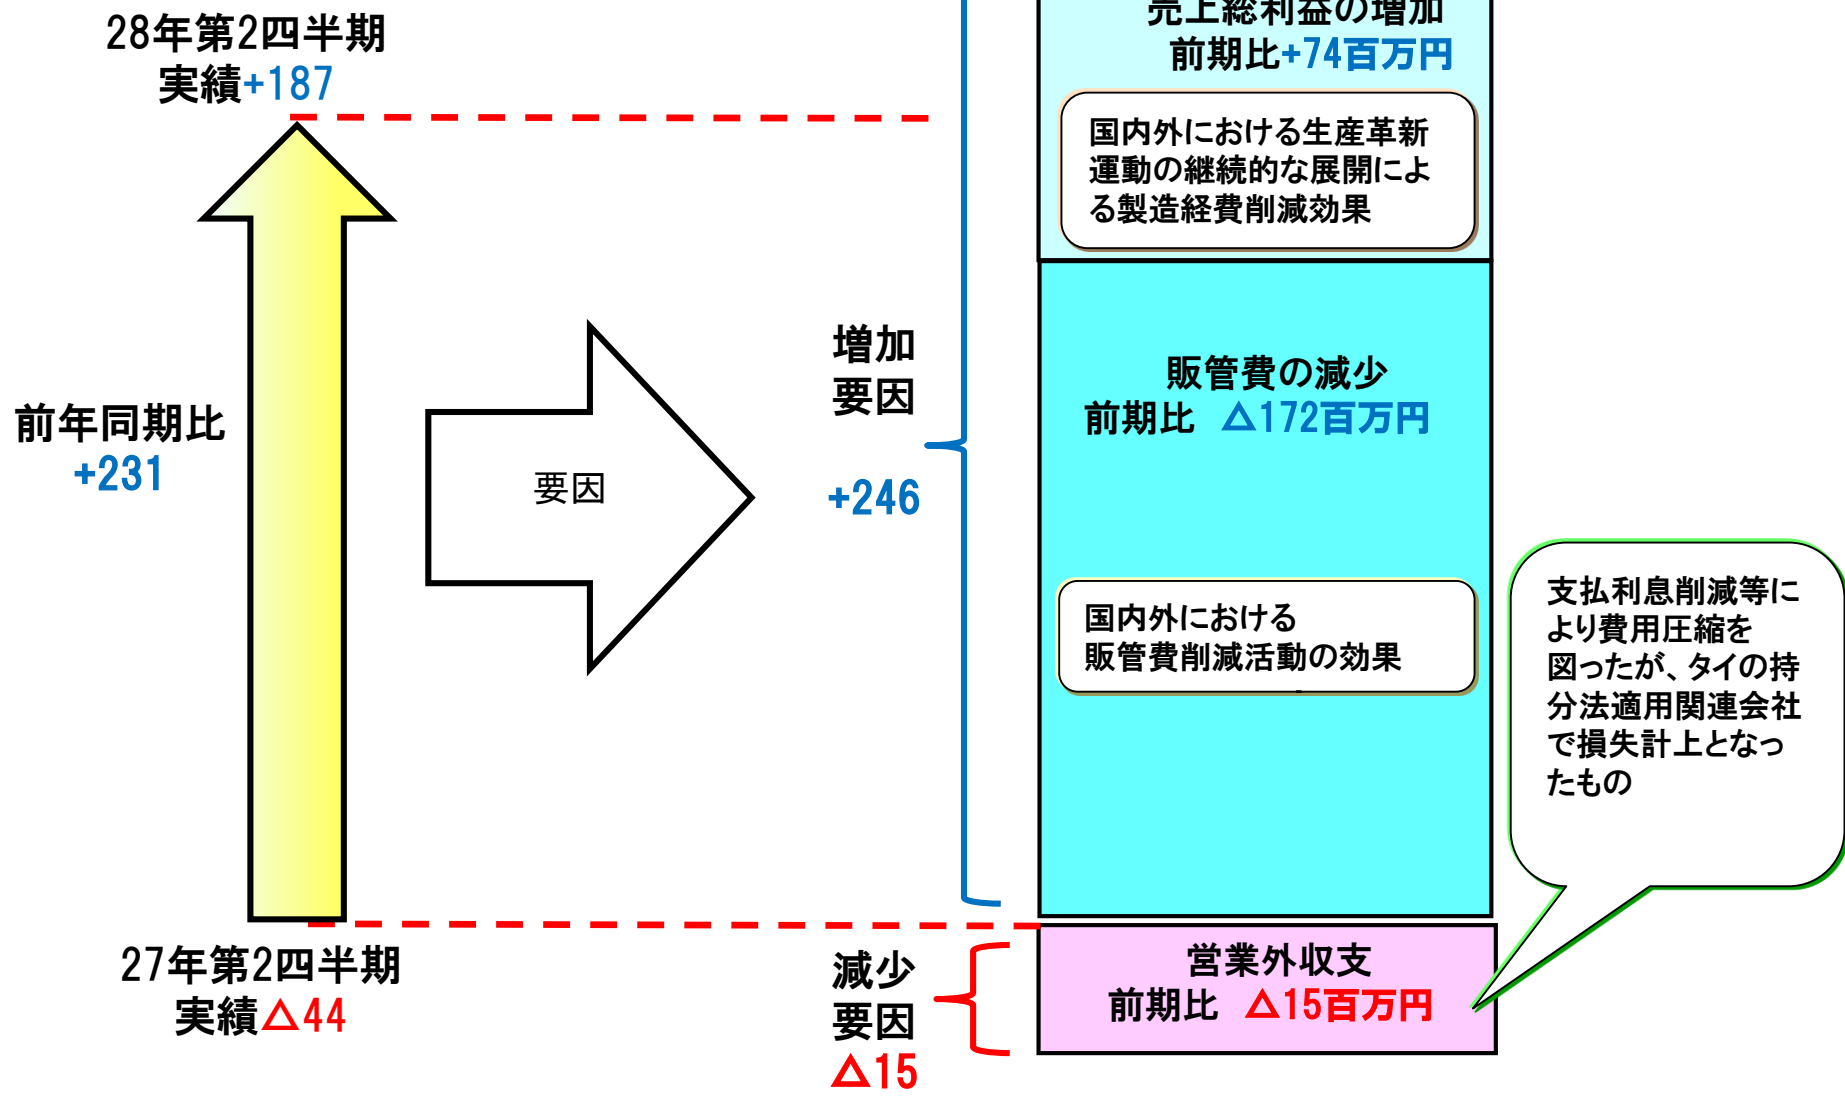 28年第2四半期
実績+187
前年同期比
+231
27年第2四半期
実績△44
要因
増加
要因
+246
減少
要因
△15
売上総利益の増加
前期比+74百万円
国内外における生産革新
運動の継続的な展開によ
る製造経費削減効果
販管費の減少
前期比 △172百万円
国内外における
販管費削減活動の効果
営業外収支
前期比 △15百万円
支払利息削減等に
より費用圧縮を
図ったが、タイの持
分法適用関連会社
で損失計上となっ
たもの